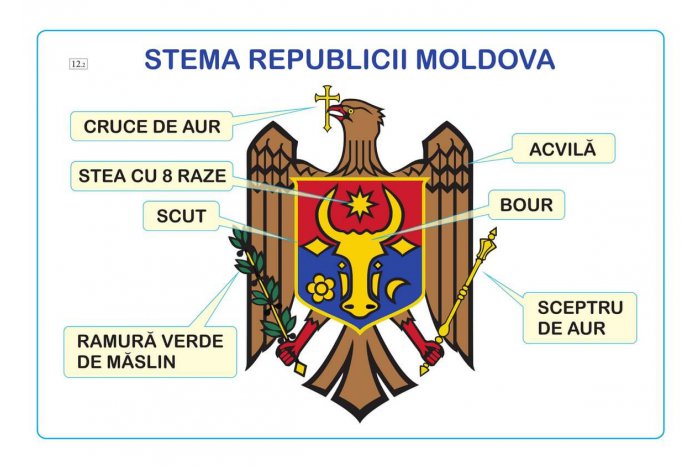 12.2
STEMA REPUBLICII MOLDOVA
CRUCE DE AUR
ACVILĂ
STEA CU 8 RAZE
BOUR
SCUT
SCEPTRU
DE AUR
RAMURĂ VERDE
DE MĂSLIN